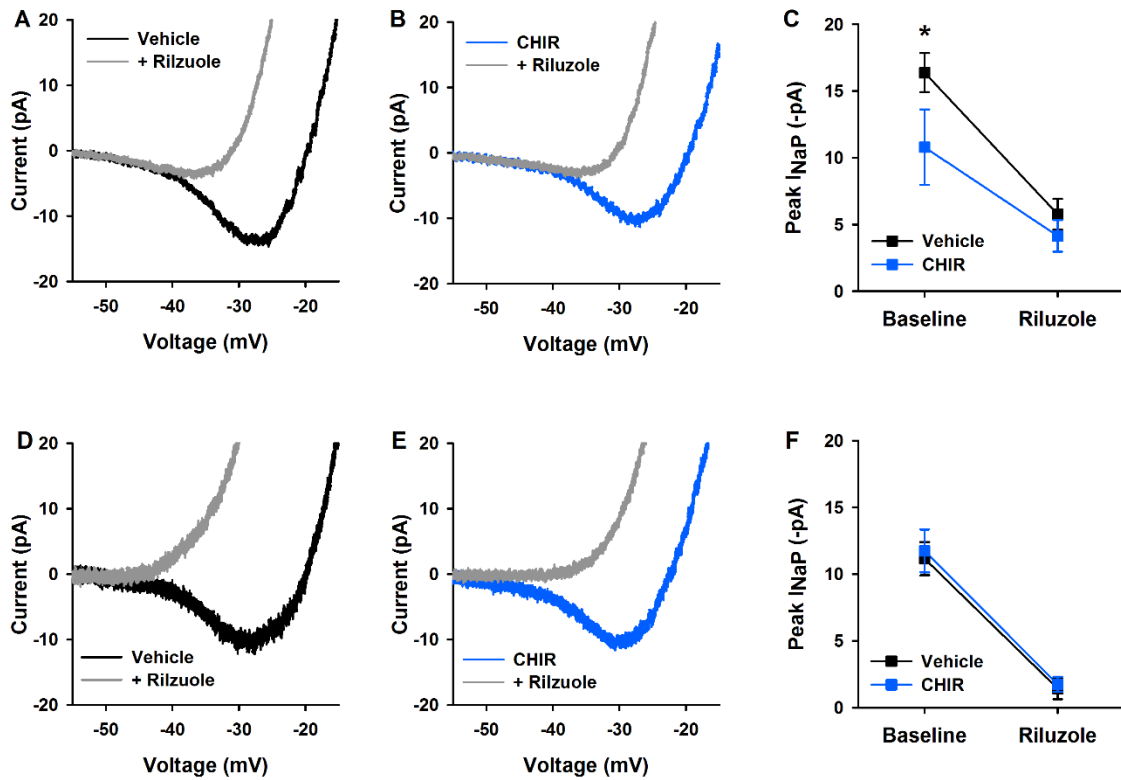 A
20
10
0
-10
-20
Current (pA)
Vehicle
+ Rilzuole
-50 -40 -30 -20
Voltage (mV)
B
20
10
0
-10
-20
Current (pA)
CHIR
+ Riluzole
-50 -40 -30 -20
Voltage (mV)
C
20
15
10
5
0
Peak INaP (-pA)
*
Vehicle
CHIR
Baseline Riluzole
D
20
10
0
-10
-20
Current (pA)
Vehicle
+ Rilzuole
-50 -40 -30 -20
Voltage (mV)
E
20
10
0
-10
-20
Current (pA)
CHIR
+ Rilzuole
-50 -40 -30 -20
Voltage (mV)
F
20
15
10
5
0
Peak INaP (-pA)
Vehicle
CHIR
Baseline Riluzole